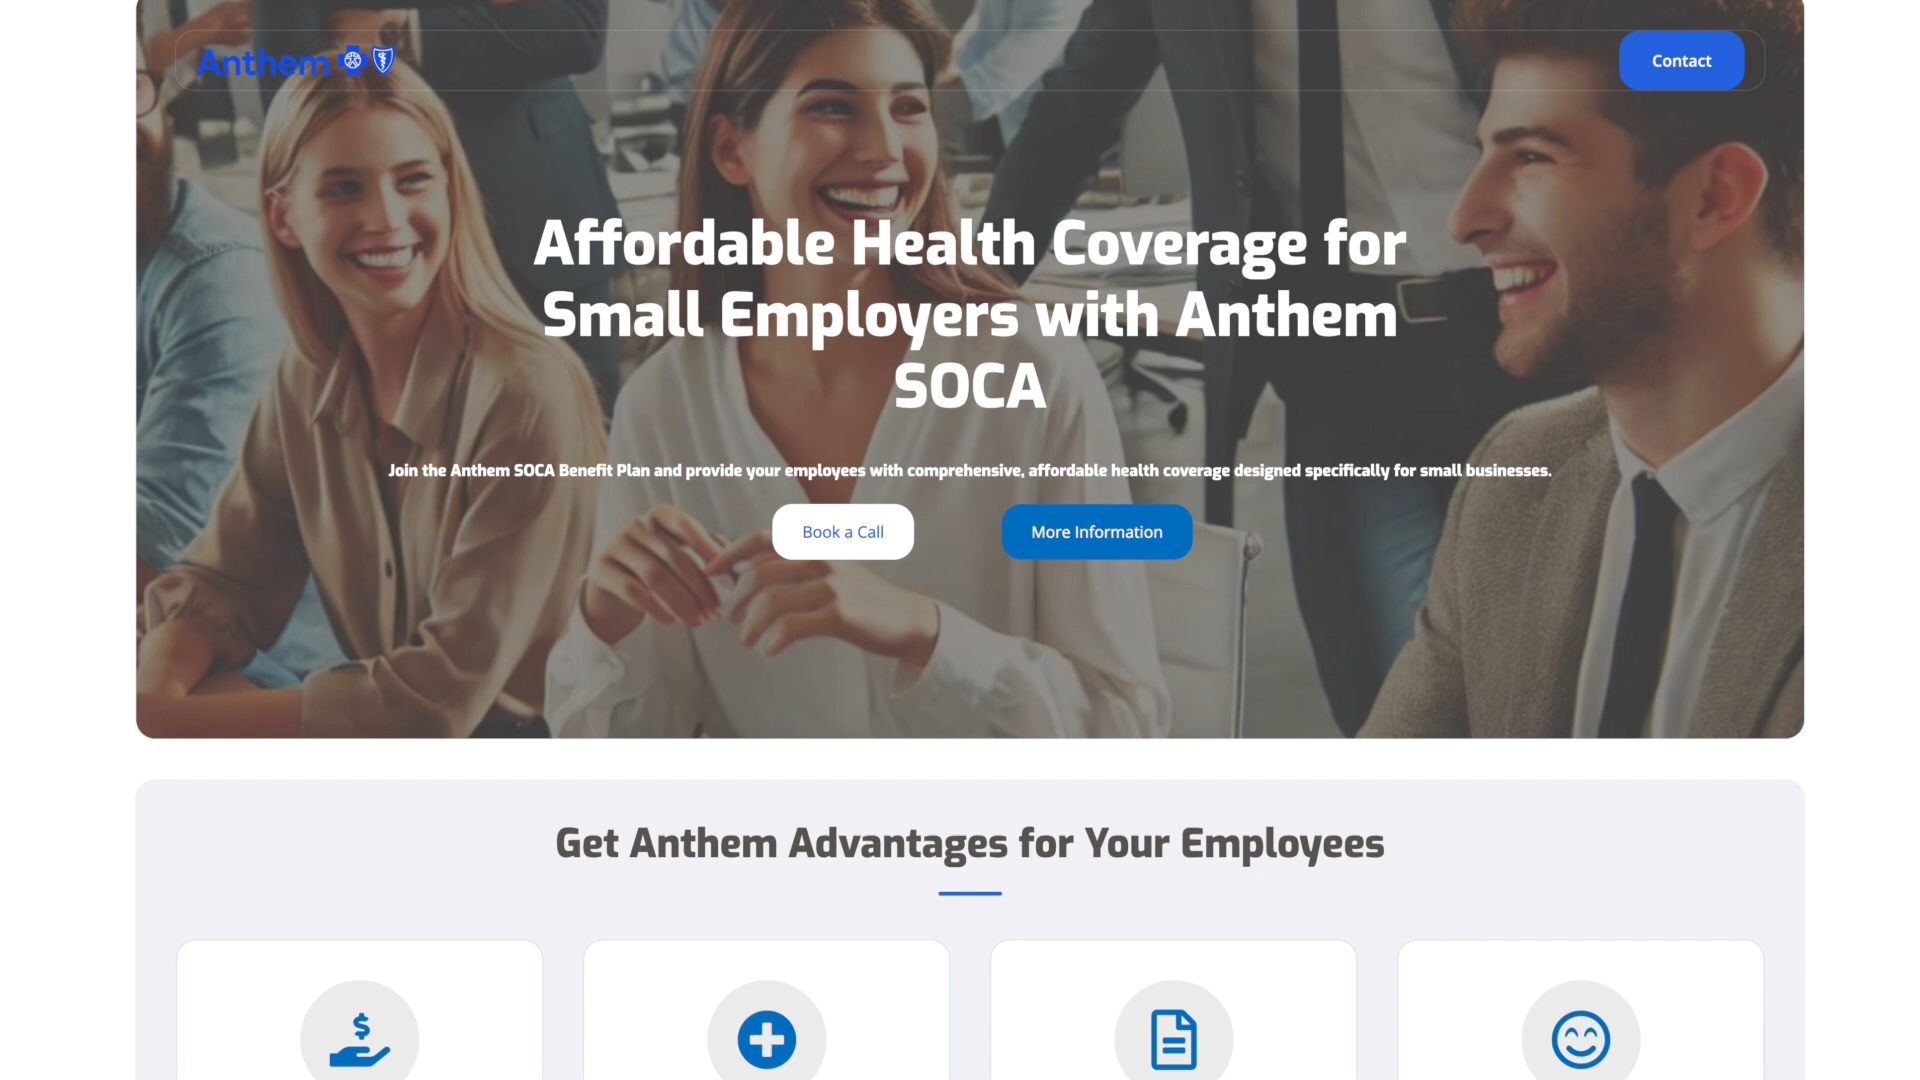 Anthem
Contact
Affordable Health Coverage for
Small Employers with Anthem
SOCA
Join the Anthem SOCA Benefit Plan and provide your employees with comprehensive, affordable health coverage designed specifically for small businesses.
Book a Call
More Information
Get Anthem Advantages for Your Employees
$